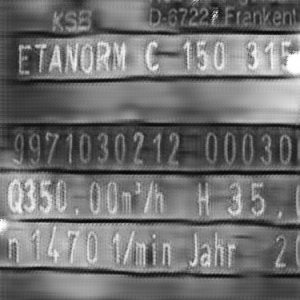 KSB D-67227 Frankent
ETANORM C 150 315
9971030212 00030
Q350.00m³/h H 35,
n 1470 1/min Jahr 20